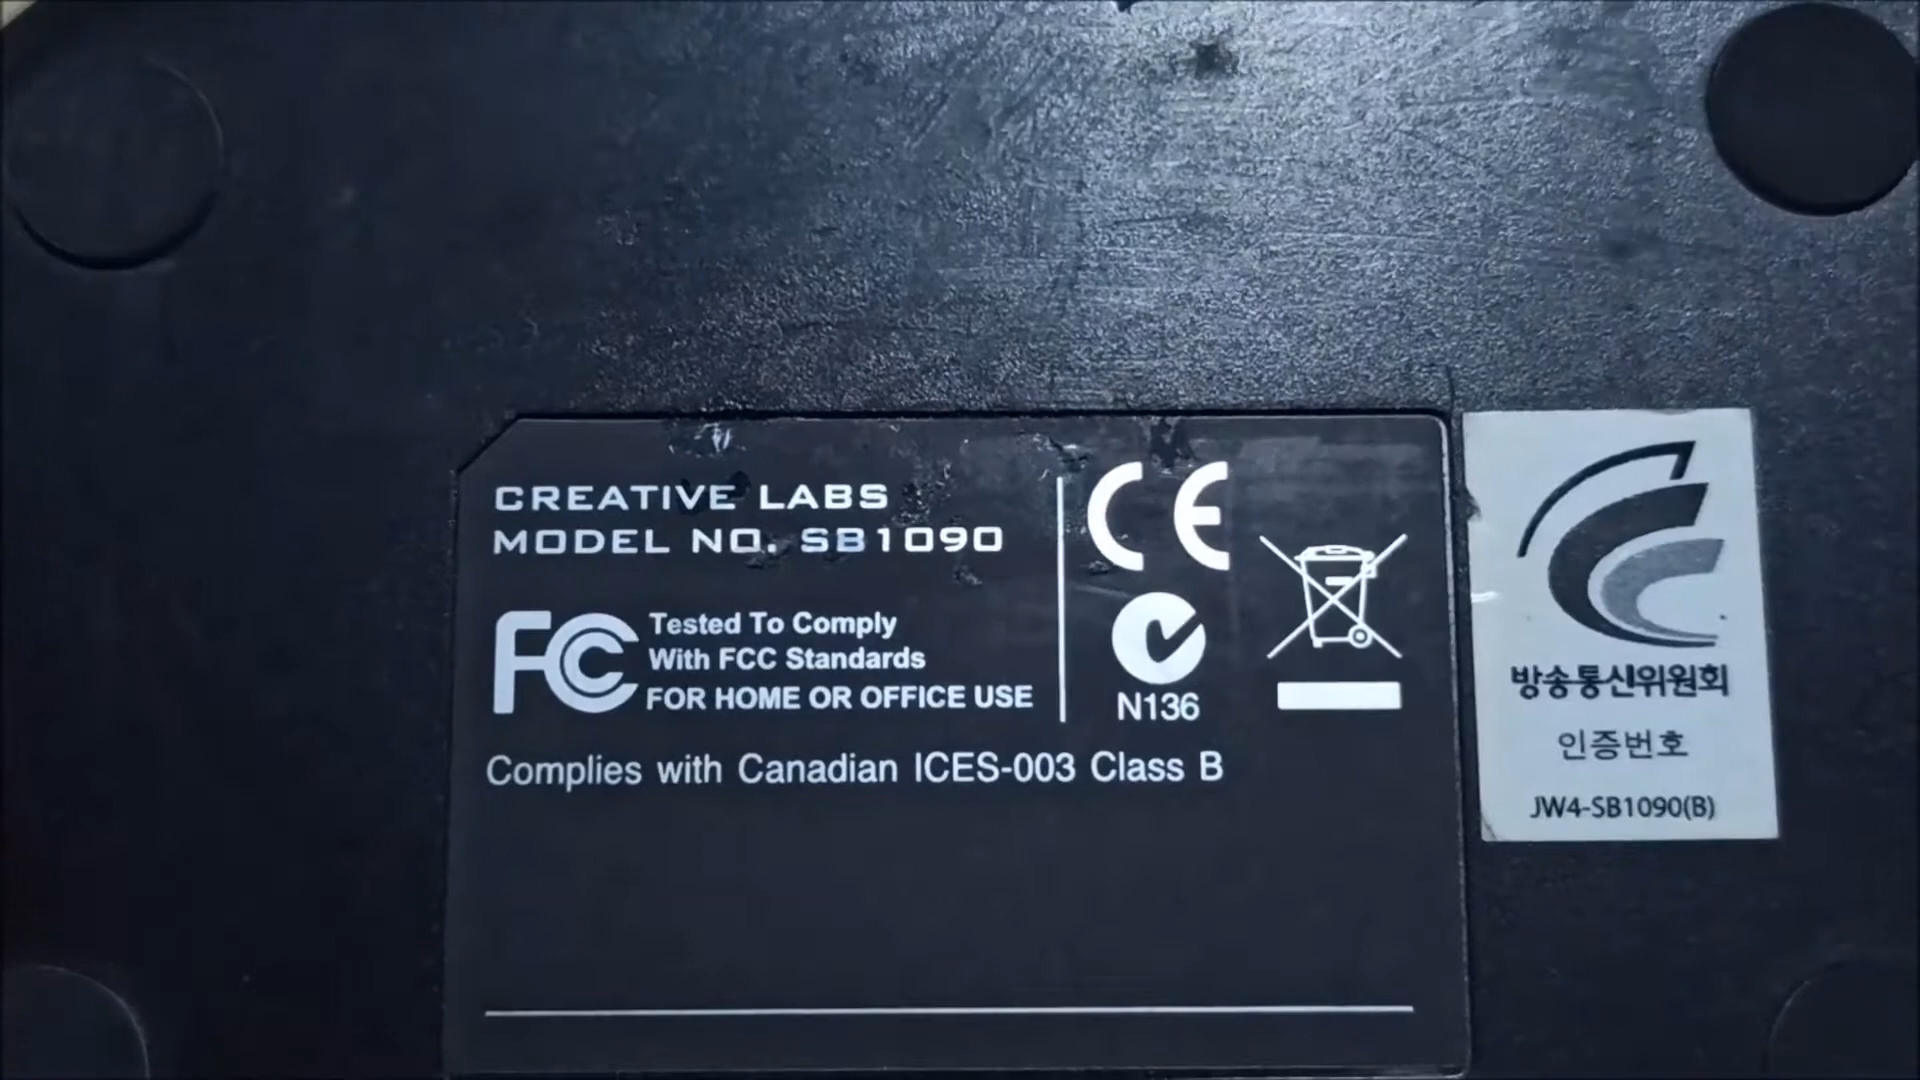 CREATIVE LABS
MODEL NO. SB1090
FC Tested To Comply
With FCC Standards
FOR HOME OR OFFICE USE
CE
N136
Complies with Canadian ICES-003 Class B
방송통신위원회
인증번호
JW4-SB1090(B)